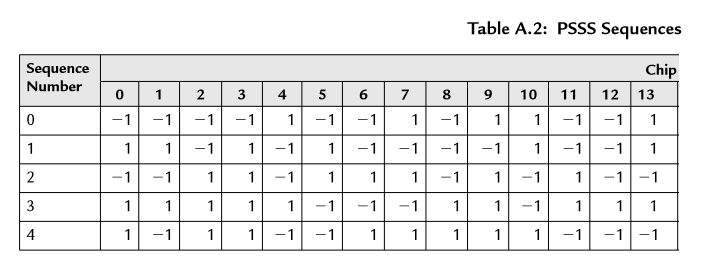 Table A.2: PSSS Sequences
Sequence Number Chip
0 1 2 3 4 5 6 7 8 9 10 11 12 13
0 −1 −1 −1 −1 1 −1 −1 1 −1 1 1 −1 −1 1
1 1 1 −1 1 −1 1 −1 −1 −1 −1 1 −1 −1 1
2 −1 −1 1 1 −1 1 1 1 −1 1 −1 1 −1 −1
3 1 1 1 1 1 −1 −1 −1 1 1 −1 1 1 1
4 1 −1 1 1 −1 −1 1 1 1 1 1 −1 −1 −1